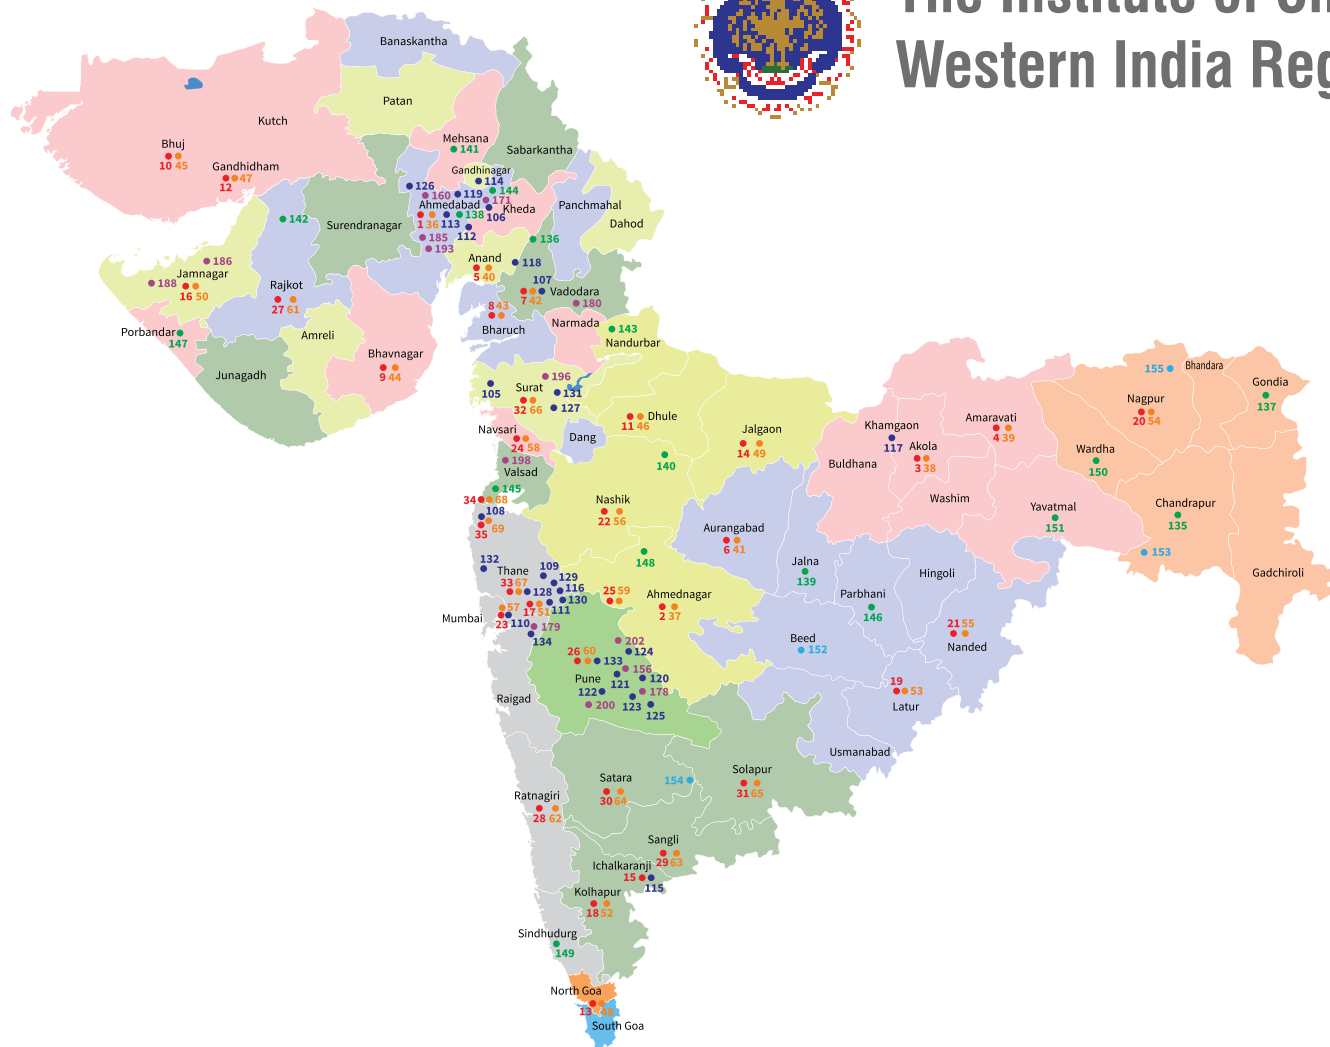 The Institute of
Western India Reg
Banaskantha
Patan
Kutch
Mehsana
141
Sabarkantha
Bhuj
10 45
Gandhidham
47
12
Gandhinagar
114
126
160
119
144
171
Ahmedabad
Kheda
106
1 36 113
138
112
185
193
Panchmahal
Dahod
142
Surendranagar
136
186
188
Jamnagar
16 50
Rajkot
27 61
Anand
5 40
118
107
7 42
Vadodara
180
8 43
Bharuch
Narmada
143
Nandurbar
Porbandar
147
Amreli
Junagadh
Bhavnagar
9 44
105
Surat
32 66
196
131
127
Dhule
11 46
Navsari
24 58
Dang
198
Valsad
140
Jalgaon
14 49
Buldhana
Khamgaon
117
Akola
3 38
Amaravati
4 39
Washim
155
Bhandara
Gondia
137
Nagpur
20 54
Wardha
150
Yavatmal
151
Chandrapur
135
153
Gadchiroli
145
34
68
108
69
35
Nashik
22 56
Aurangabad
6 41
148
Jalna
139
Hingoli
Parbhani
146
132
Thane
33 67
109
129
116
128
130
111
57
17 51
Mumbai
23 110
179
134
25 59
Ahmednagar
2 37
Beed
152
21 55
Nanded
202
124
26 60
133
156
Pune
121
120
122
178
123
200
125
Raigad
19
53
Latur
Usmanabad
Satara
30 64
154
Solapur
31 65
Ratnagiri
28 62
Sangli
29 63
Ichalkaranji
15
115
Kolhapur
18 52
Sindhudurg
149
North Goa
13 48
South Goa